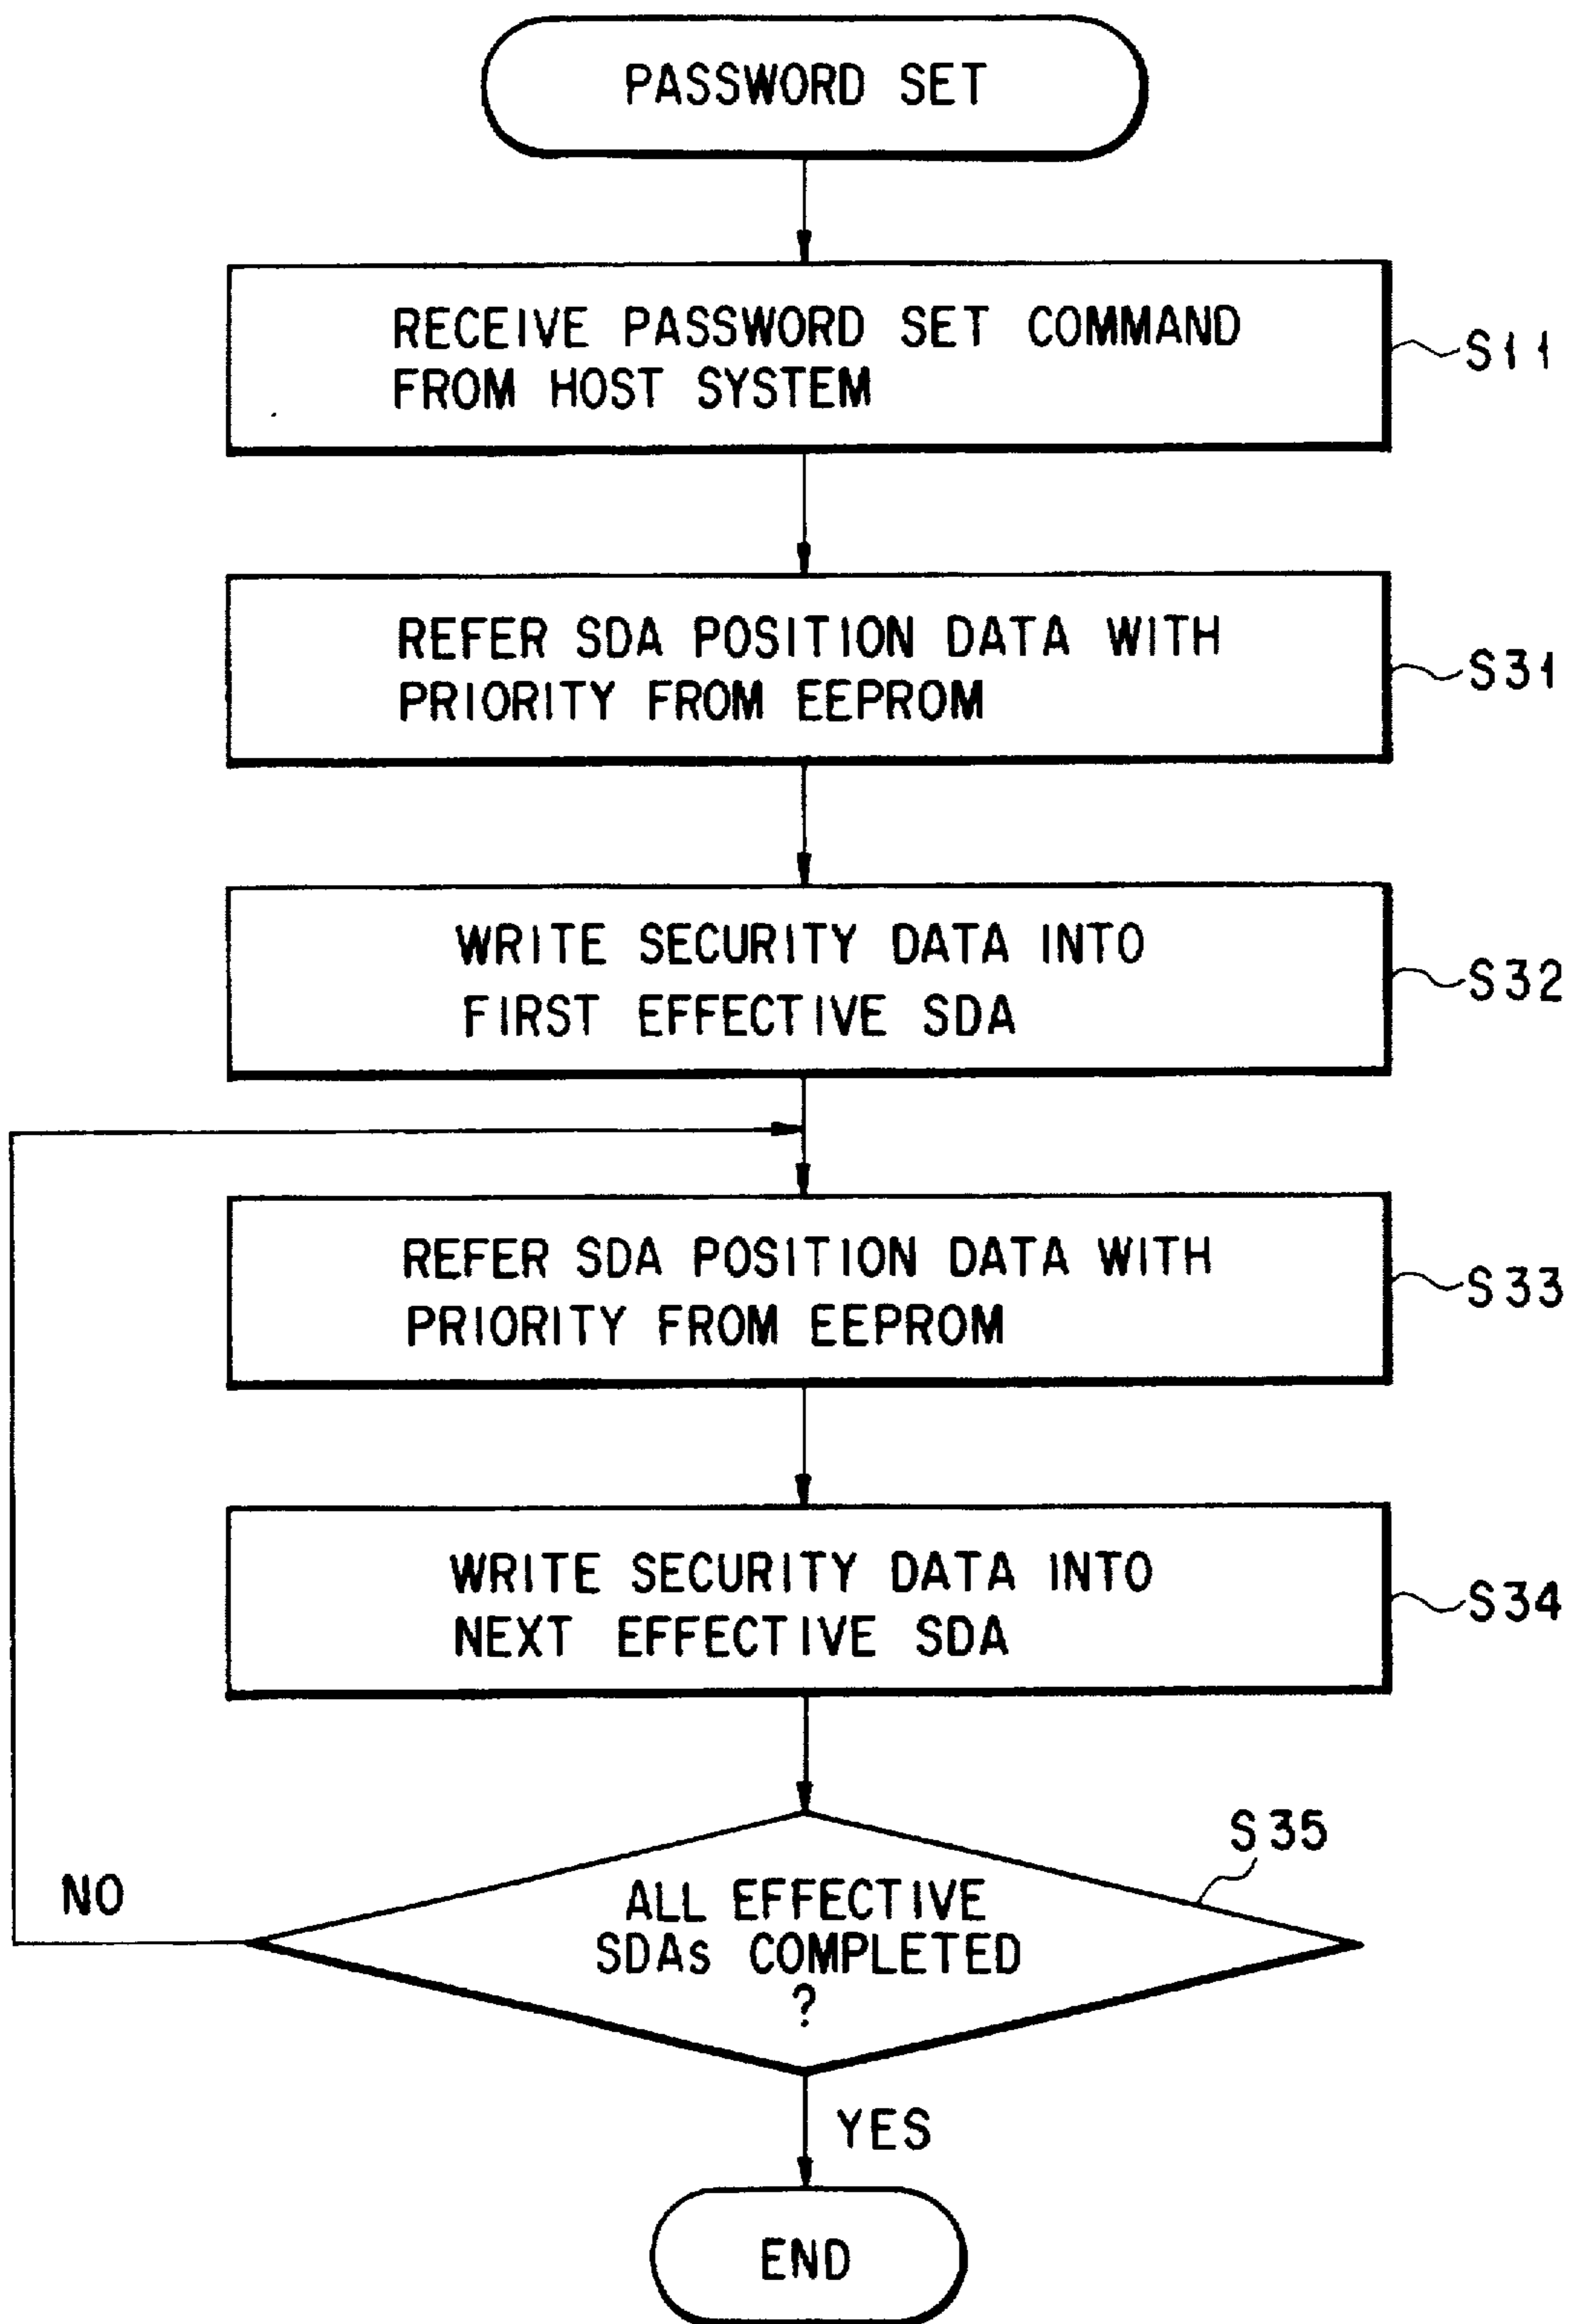 PASSWORD SET
RECEIVE PASSWORD SET COMMAND
FROM HOST SYSTEM
S11
REFER SDA POSITION DATA WITH
PRIORITY FROM EEPROM
S31
WRITE SECURITY DATA INTO
FIRST EFFECTIVE SDA
S32
REFER SDA POSITION DATA WITH
PRIORITY FROM EEPROM
S33
WRITE SECURITY DATA INTO
NEXT EFFECTIVE SDA
S34
S35
NO
ALL EFFECTIVE
SDAs COMPLETED
?
YES
END